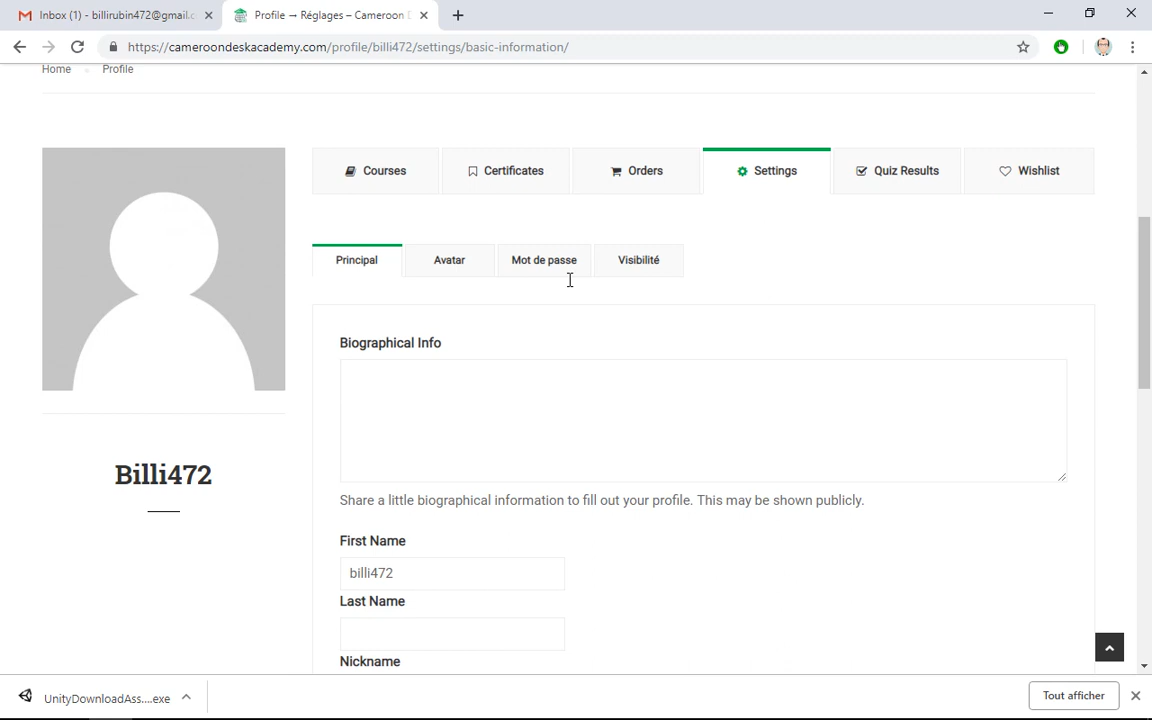 Inbox (1) - billirubin472@gmail.c
Profile → Réglages – Cameroon D
https://cameroondeskacademy.com/profile/billi472/settings/basic-information/
Home Profile
Courses Certificates Orders Settings Quiz Results Wishlist
Principal Avatar Mot de passe Visibilité
Biographical Info
Billi472
Share a little biographical information to fill out your profile. This may be shown publicly.
First Name
billi472
Last Name
Nickname
UnityDownloadAss....exe
Tout afficher